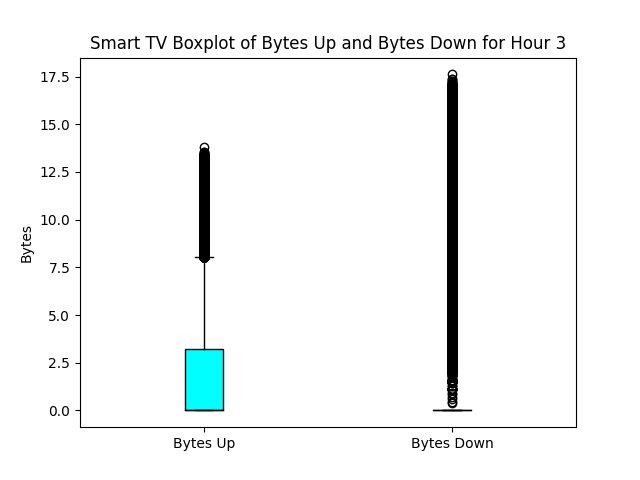 Smart TV Boxplot of Bytes Up and Bytes Down for Hour 3
17.5
15.0
12.5
10.0
7.5
5.0
2.5
0.0
Bytes
Bytes Up
Bytes Down